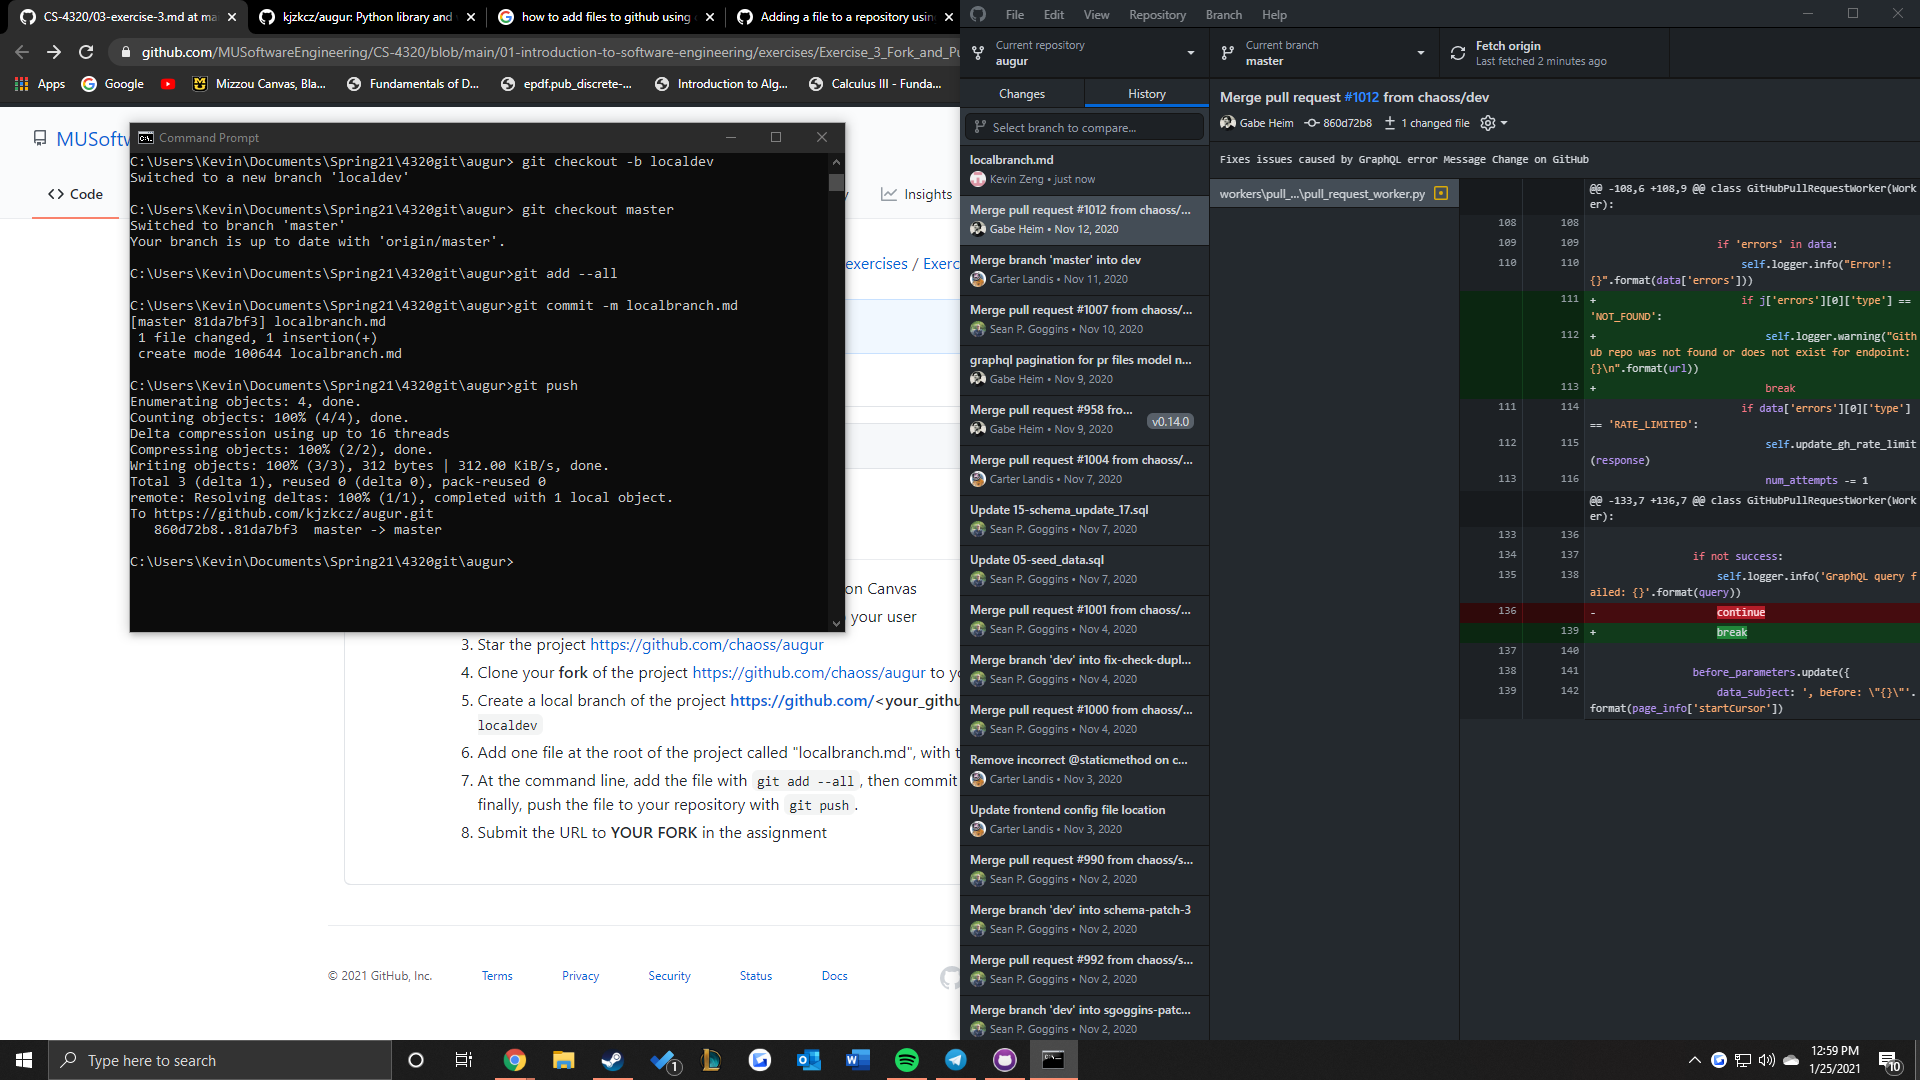 CS-4320/03-exercise-3.md at ma
kjzkcz/augur: Python library and
how to add files to github using
Adding a file to a repository usin
github.com/MUSoftwareEngineering/CS-4320/blob/main/01-introduction-to-software-engineering/exercises/Exercise_3_Fork_and_Pu
Apps
Google
Mizzou Canvas, Bla...
Fundamentals of D...
epdf.pub_discrete-...
Introduction to Alg...
Calculus III - Funda...
MUSoftw
Code
Insights
exercises / Exerc
Command Prompt
C:\Users\Kevin\Documents\Spring21\4320git\augur> git checkout -b localdev
Switched to a new branch 'localdev'
C:\Users\Kevin\Documents\Spring21\4320git\augur> git checkout master
Switched to branch 'master'
Your branch is up to date with 'origin/master'.
C:\Users\Kevin\Documents\Spring21\4320git\augur>git add --all
C:\Users\Kevin\Documents\Spring21\4320git\augur>git commit -m localbranch.md
[master 81da7bf3] localbranch.md
1 file changed, 1 insertion(+)
create mode 100644 localbranch.md
C:\Users\Kevin\Documents\Spring21\4320git\augur>git push
Enumerating objects: 4, done.
Counting objects: 100% (4/4), done.
Delta compression using up to 16 threads
Compressing objects: 100% (2/2), done.
Writing objects: 100% (3/3), 312 bytes | 312.00 KiB/s, done.
Total 3 (delta 1), reused 0 (delta 0), pack-reused 0
remote: Resolving deltas: 100% (1/1), completed with 1 local object.
To https://github.com/kjzkcz/augur.git
860d72b8..81da7bf3  master -> master
C:\Users\Kevin\Documents\Spring21\4320git\augur>
on Canvas
your user
3. Star the project https://github.com/chaoss/augur
4. Clone your fork of the project https://github.com/chaoss/augur to yo
5. Create a local branch of the project https://github.com/<your_githu
localdev
6. Add one file at the root of the project called "localbranch.md", with t
7. At the command line, add the file with git add --all, then commit
finally, push the file to your repository with git push.
8. Submit the URL to YOUR FORK in the assignment
© 2021 GitHub, Inc.
Terms
Privacy
Security
Status
Docs
File
Edit
View
Repository
Branch
Help
Current repository
augur
Current branch
master
Fetch origin
Last fetched 2 minutes ago
Changes
History
Select branch to compare...
localbranch.md
Kevin Zeng • just now
Merge pull request #1012 from chaoss/...
Gabe Heim • Nov 12, 2020
Merge branch 'master' into dev
Carter Landis • Nov 11, 2020
Merge pull request #1007 from chaoss/...
Sean P. Goggins • Nov 10, 2020
graphql pagination for pr files model n...
Gabe Heim • Nov 9, 2020
Merge pull request #958 fro...
Gabe Heim • Nov 9, 2020
v0.14.0
Merge pull request #1004 from chaoss/...
Carter Landis • Nov 7, 2020
Update 15-schema_update_17.sql
Sean P. Goggins • Nov 7, 2020
Update 05-seed_data.sql
Sean P. Goggins • Nov 7, 2020
Merge pull request #1001 from chaoss/...
Sean P. Goggins • Nov 4, 2020
Merge branch 'dev' into fix-check-dupl...
Sean P. Goggins • Nov 4, 2020
Merge pull request #1000 from chaoss/...
Sean P. Goggins • Nov 4, 2020
Remove incorrect @staticmethod on c...
Carter Landis • Nov 3, 2020
Update frontend config file location
Carter Landis • Nov 3, 2020
Merge pull request #990 from chaoss/s...
Sean P. Goggins • Nov 2, 2020
Merge branch 'dev' into schema-patch-3
Sean P. Goggins • Nov 2, 2020
Merge pull request #992 from chaoss/s...
Sean P. Goggins • Nov 2, 2020
Merge branch 'dev' into sgoggins-patc...
Sean P. Goggins • Nov 2, 2020
Merge pull request #1012 from chaoss/dev
Gabe Heim
860d72b8
1 changed file
Fixes issues caused by GraphQL error Message Change on GitHub
workers\pull_...\pull_request_worker.py
@@ -108,6 +108,9 @@ class GitHubPullRequestWorker(Work
er):
108 108
109 109 if 'errors' in data:
110 110 self.logger.info("Error!:
{}".format(data['errors']))
111 + if j['errors'][0]['type'] ==
'NOT_FOUND':
112 + self.logger.warning("Gith
ub repo was not found or does not exist for endpoint:
{}\n".format(url))
113 + break
111 114 if data['errors'][0]['type']
== 'RATE_LIMITED':
112 115 self.update_gh_rate_limit
(response)
113 116 num_attempts -= 1
@@ -133,7 +136,7 @@ class GitHubPullRequestWorker(Work
er):
133 136
134 137 if not success:
135 138 self.logger.info('GraphQL query f
ailed: {}'.format(query))
136 - continue
139 + break
137 140
138 141 before_parameters.update({
139 142 data_subject: ', before: \"{}\"'.
format(page_info['startCursor'])
Type here to search
1
12:59 PM
1/25/2021
10